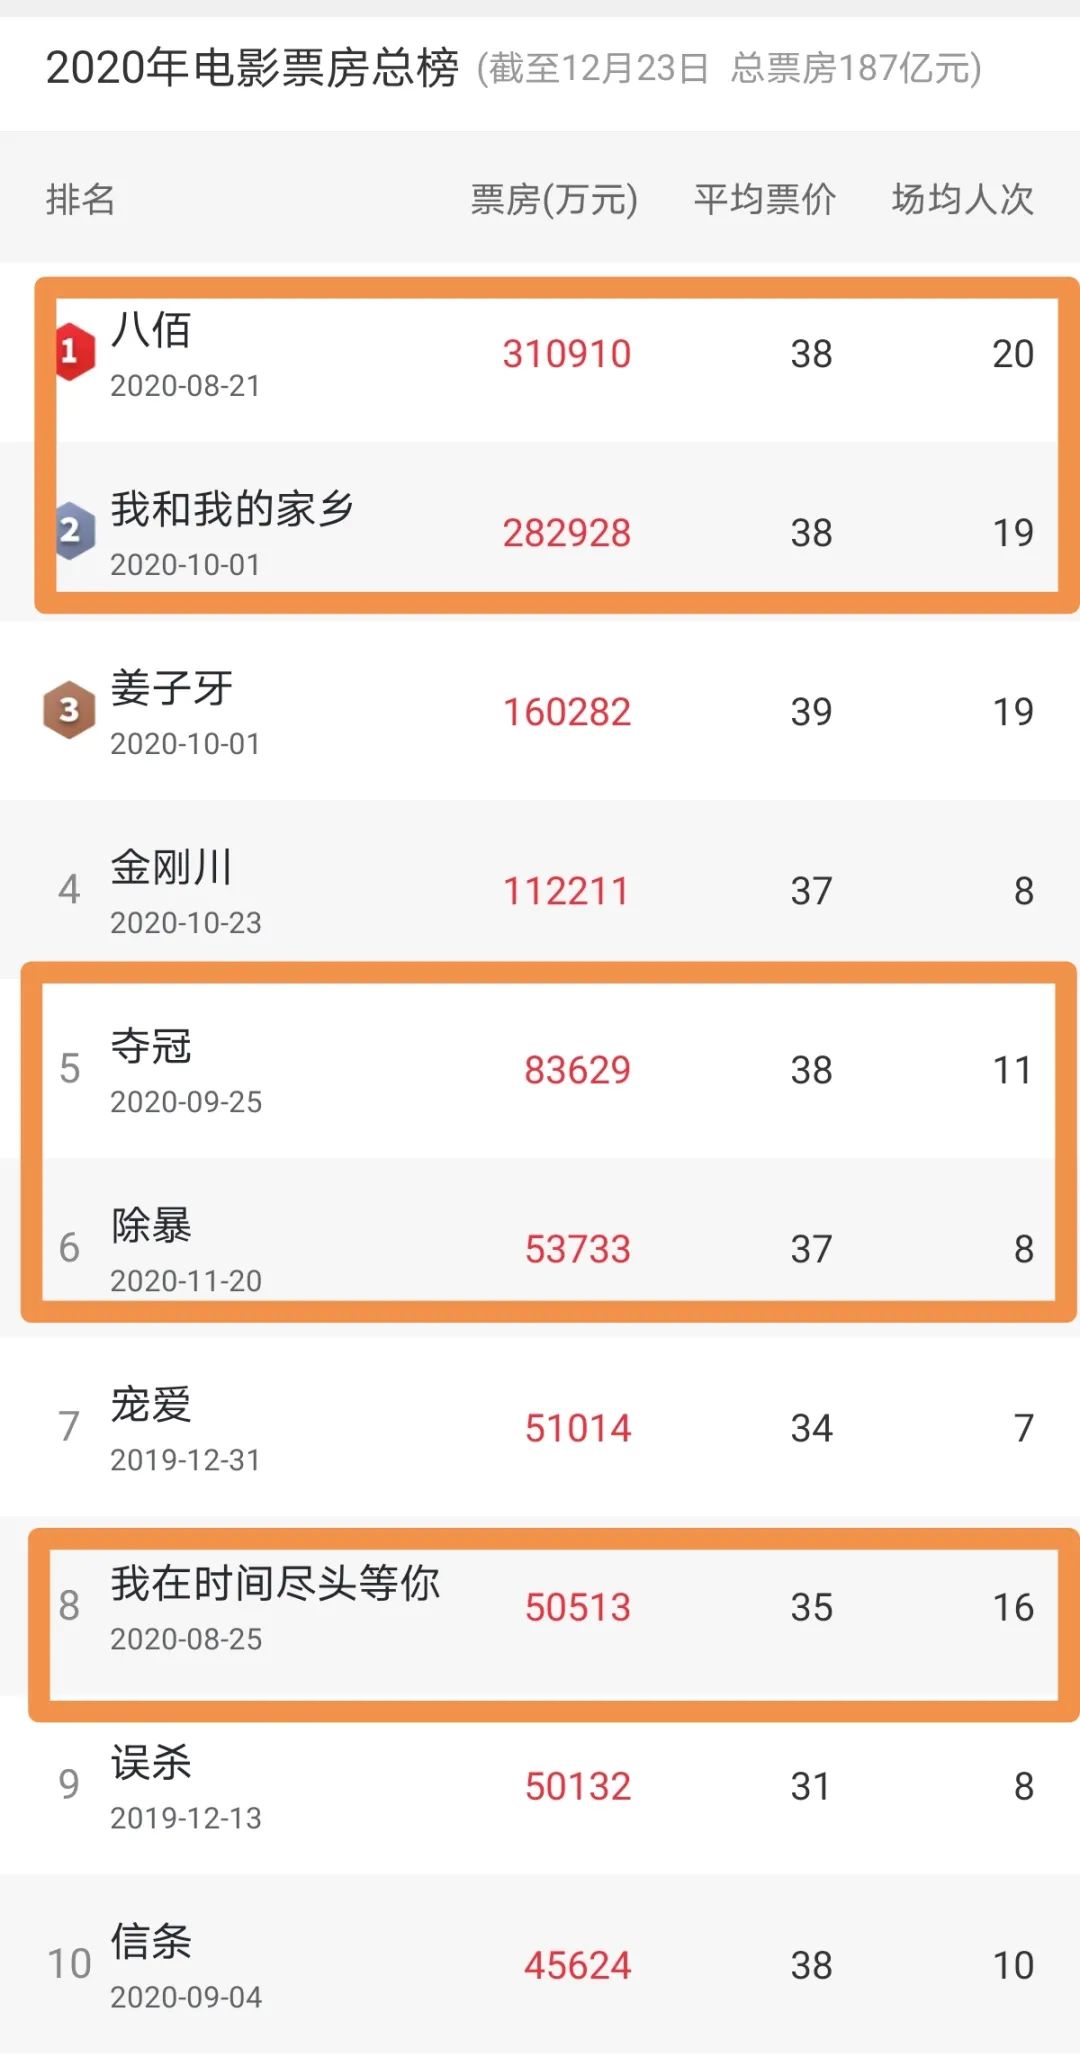 2020年电影票房总榜 (截至12月23日 总票房187亿元)
排名 票房(万元) 平均票价 场均人次
1 八佰 310910 38 20
2020-08-21
2 我和我的家乡 282928 38 19
2020-10-01
3 姜子牙 160282 39 19
2020-10-01
4 金刚川 112211 37 8
2020-10-23
5 夺冠 83629 38 11
2020-09-25
6 除暴 53733 37 8
2020-11-20
7 宠爱 51014 34 7
2019-12-31
8 我在时间尽头等你 50513 35 16
2020-08-25
9 误杀 50132 31 8
2019-12-13
10 信条 45624 38 10
2020-09-04